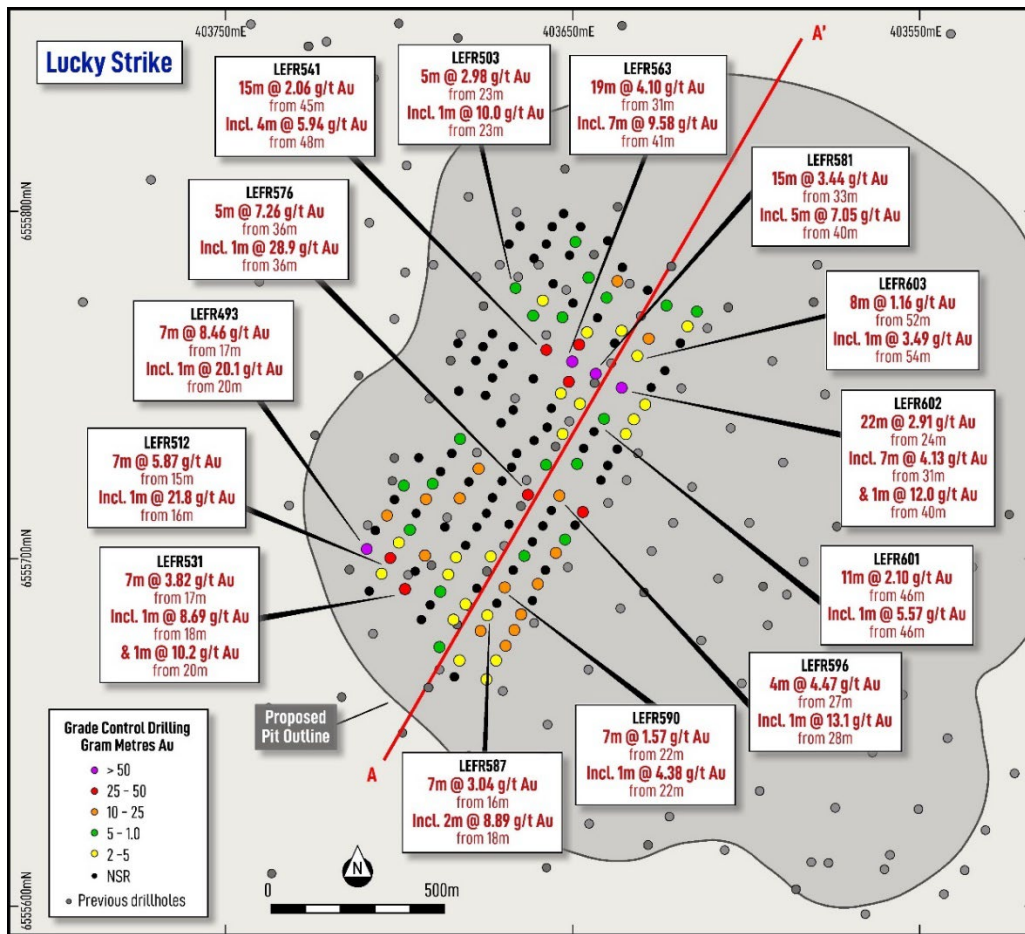 403750mE
403650mE
403550mE
Lucky Strike
A'
LEFR541
15m @ 2.06 g/t Au
from 45m
Incl. 4m @ 5.94 g/t Au
from 48m
LEFR503
5m @ 2.98 g/t Au
from 23m
Incl. 1m @ 10.0 g/t Au
from 23m
LEFR563
19m @ 4.10 g/t Au
from 31m
Incl. 7m @ 9.58 g/t Au
from 41m
LEFR581
15m @ 3.44 g/t Au
from 33m
Incl. 5m @ 7.05 g/t Au
from 40m
LEFR576
5m @ 7.26 g/t Au
from 36m
Incl. 1m @ 28.9 g/t Au
from 36m
6555800mN
LEFR603
8m @ 1.16 g/t Au
from 52m
Incl. 1m @ 3.49 g/t Au
from 54m
LEFR493
7m @ 8.46 g/t Au
from 17m
Incl. 1m @ 20.1 g/t Au
from 20m
LEFR602
22m @ 2.91 g/t Au
from 24m
Incl. 7m @ 4.13 g/t Au
from 31m
& 1m @ 12.0 g/t Au
from 40m
LEFR512
7m @ 5.87 g/t Au
from 15m
Incl. 1m @ 21.8 g/t Au
from 16m
6555700mN
LEFR531
7m @ 3.82 g/t Au
from 17m
Incl. 1m @ 8.69 g/t Au
from 18m
& 1m @ 10.2 g/t Au
from 20m
LEFR601
11m @ 2.10 g/t Au
from 46m
Incl. 1m @ 5.57 g/t Au
from 46m
LEFR596
4m @ 4.47 g/t Au
from 27m
Incl. 1m @ 13.1 g/t Au
from 28m
LEFR590
7m @ 1.57 g/t Au
from 22m
Incl. 1m @ 4.38 g/t Au
from 22m
Proposed
Pit Outline
A
LEFR587
7m @ 3.04 g/t Au
from 16m
Incl. 2m @ 8.89 g/t Au
from 18m
Grade Control Drilling
Gram Metres Au
> 50
25 - 50
10 - 25
5 - 1.0
2 -5
NSR
Previous drillholes
N
0
500m
6555600mN